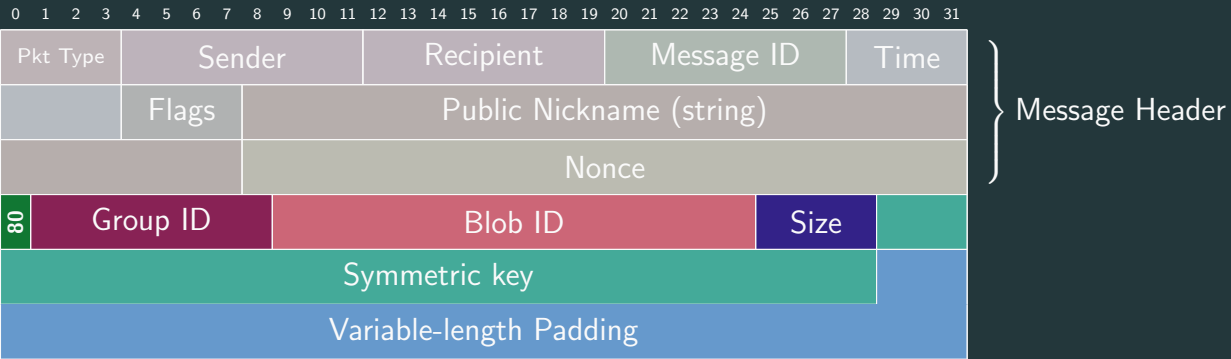 0 1 2 3 4 5 6 7 8 9 10 11 12 13 14 15 16 17 18 19 20 21 22 23 24 25 26 27 28 29 30 31
Pkt Type Sender Recipient Message ID Time
Flags Public Nickname (string)
Message Header
Nonce
80 Group ID Blob ID Size
Symmetric key
Variable-length Padding